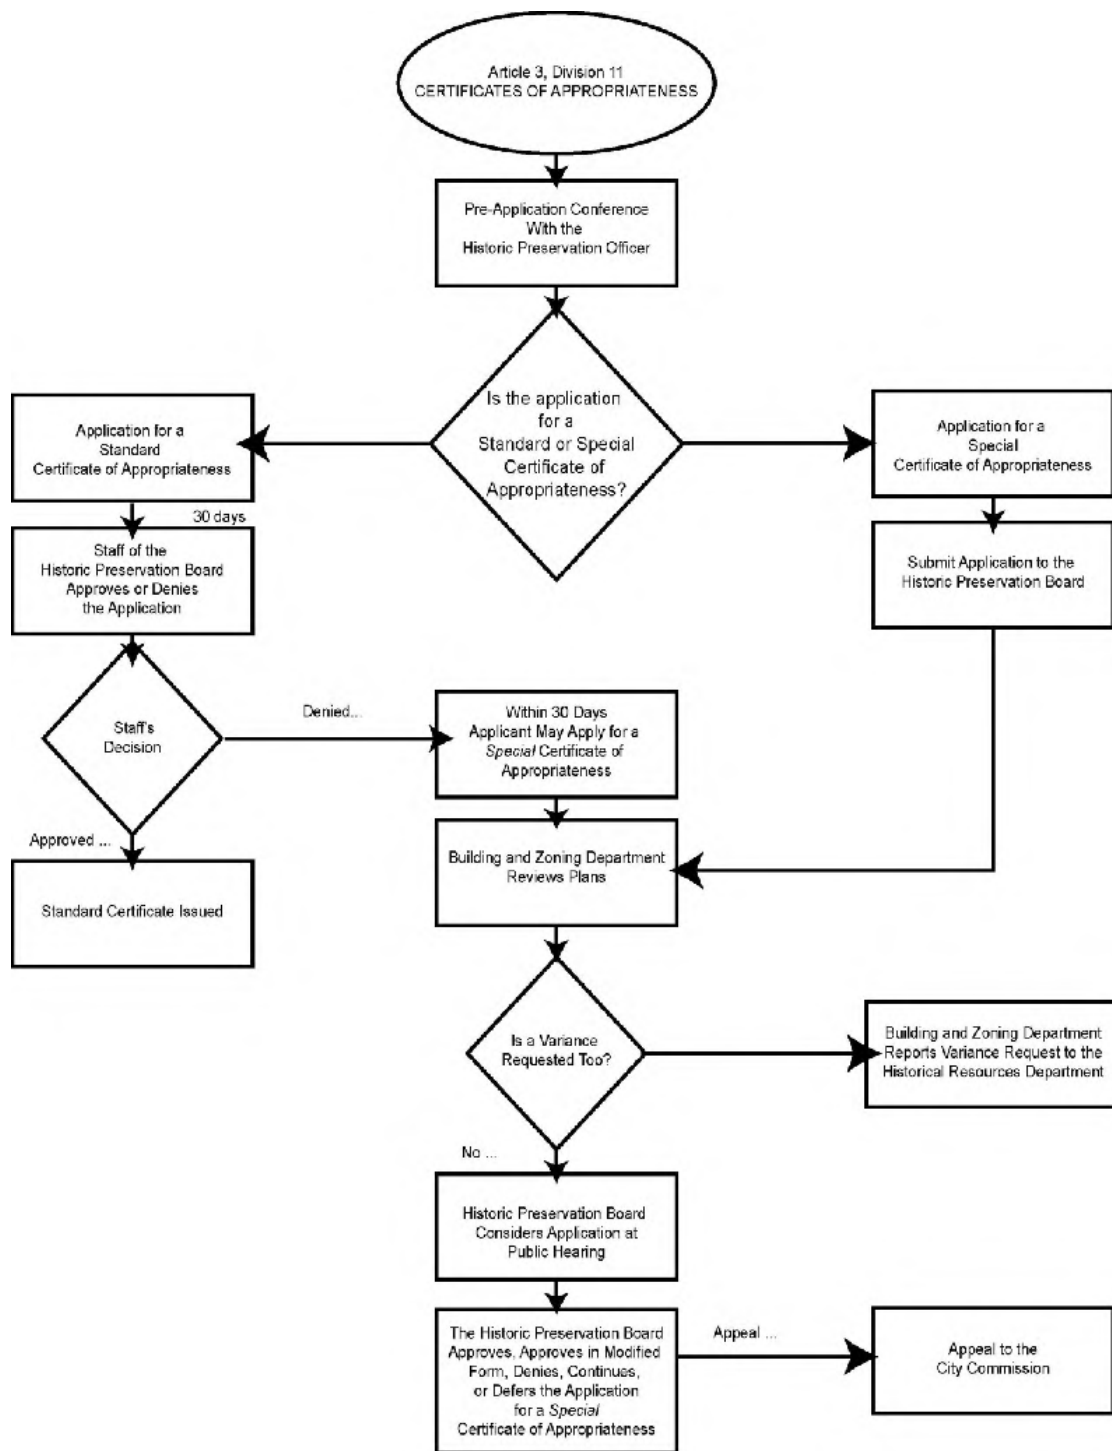 Article 3, Division 11
CERTIFICATES OF APPROPRIATENESS
Pre-Application Conference
With the
Historic Preservation Officer
Is the application
for a
Standard or Special
Certificate of
Appropriateness?
Application for a
Standard
Certificate of Appropriateness
Application for a
Special
Certificate of Appropriateness
30 days
Staff of the
Historic Preservation Board
Approves or Denies
the Application
Submit Application to the
Historic Preservation Board
Staff's
Decision
Denied...
Within 30 Days
Applicant May Apply for a
Special Certificate of
Appropriateness
Approved ...
Standard Certificate Issued
Building and Zoning Department
Reviews Plans
Is a Variance
Requested Too?
Building and Zoning Department
Reports Variance Request to the
Historical Resources Department
No ...
Historic Preservation Board
Considers Application at
Public Hearing
The Historic Preservation Board
Approves, Approves in Modified
Form, Denies, Continues,
or Defers the Application
for a Special
Certificate of Appropriateness
Appeal ...
Appeal to the
City Commission